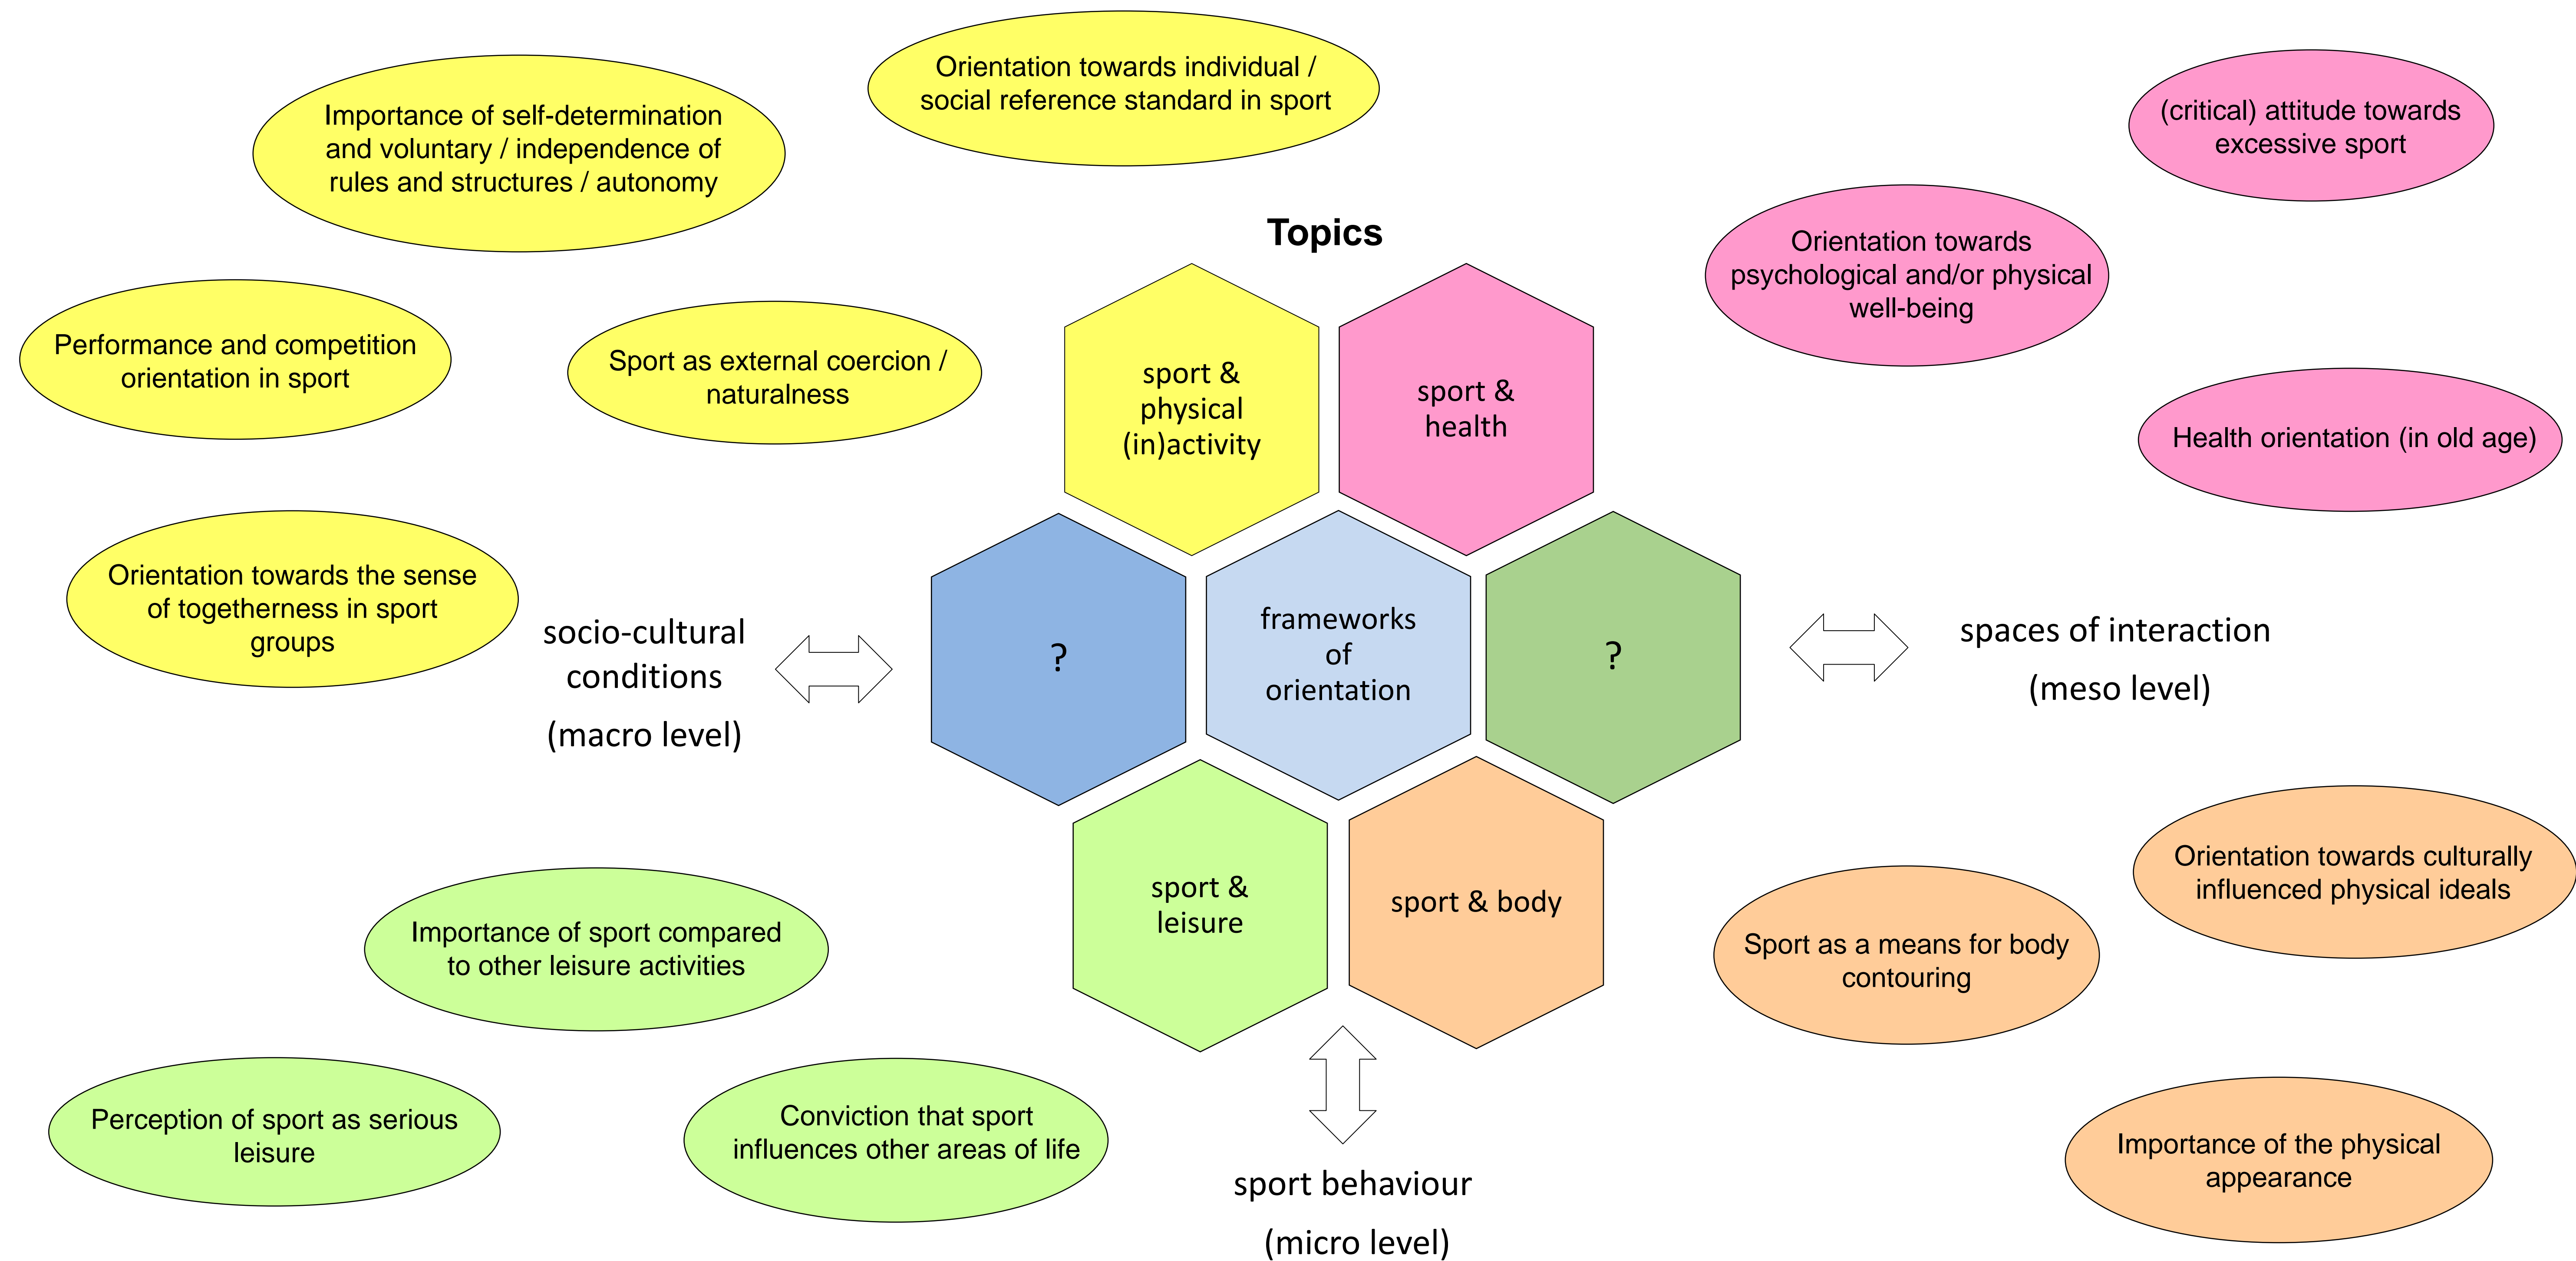 Orientation towards individual /
social reference standard in sport
Importance of self-determination
and voluntary / independence of
rules and structures / autonomy
(critical) attitude towards
excessive sport
Topics
Orientation towards
psychological and/or physical
well-being
Performance and competition
orientation in sport
Sport as external coercion /
naturalness
sport &
physical
(in)activity
sport &
health
Health orientation (in old age)
Orientation towards the sense
of togetherness in sport
groups
socio-cultural
conditions
(macro level)
?
frameworks
of
orientation
?
spaces of interaction
(meso level)
sport &
leisure
sport & body
Importance of sport compared
to other leisure activities
Sport as a means for body
contouring
Orientation towards culturally
influenced physical ideals
Perception of sport as serious
leisure
Conviction that sport
influences other areas of life
Importance of the physical
appearance
sport behaviour
(micro level)